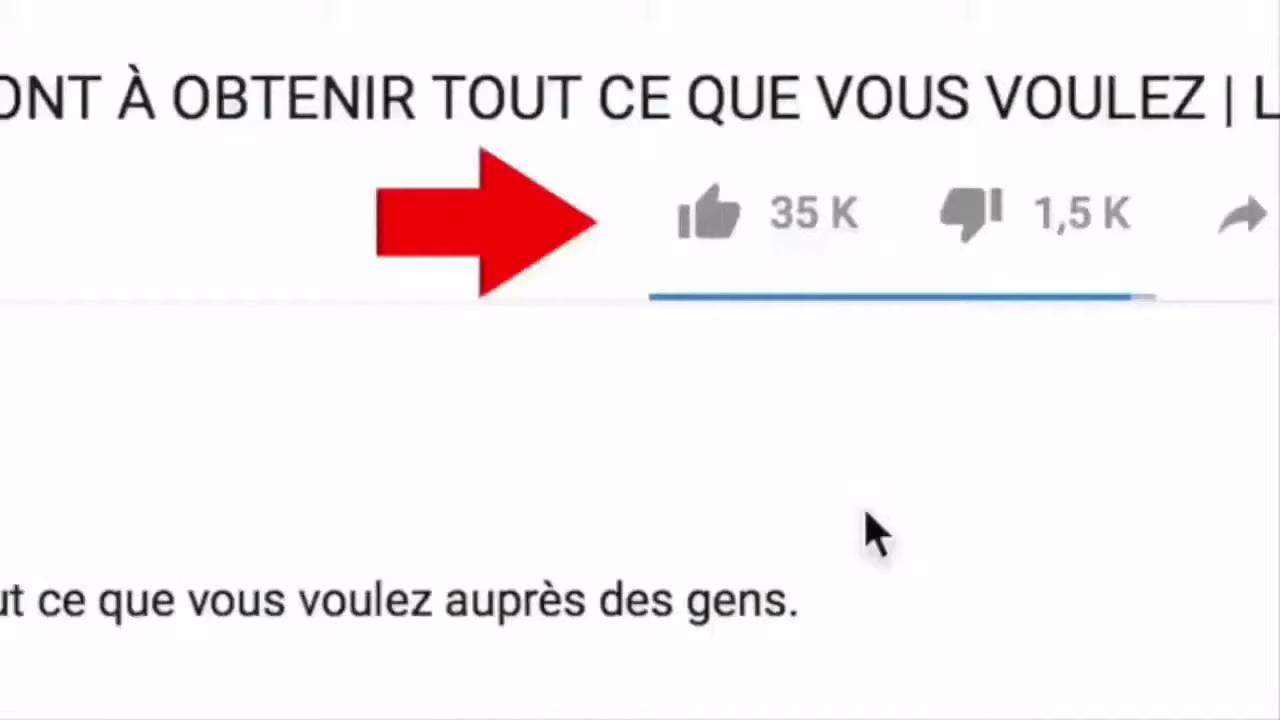 ONT À OBTENIR TOUT CE QUE VOUS VOULEZ | L
35 K 1,5 K
ut ce que vous voulez auprès des gens.